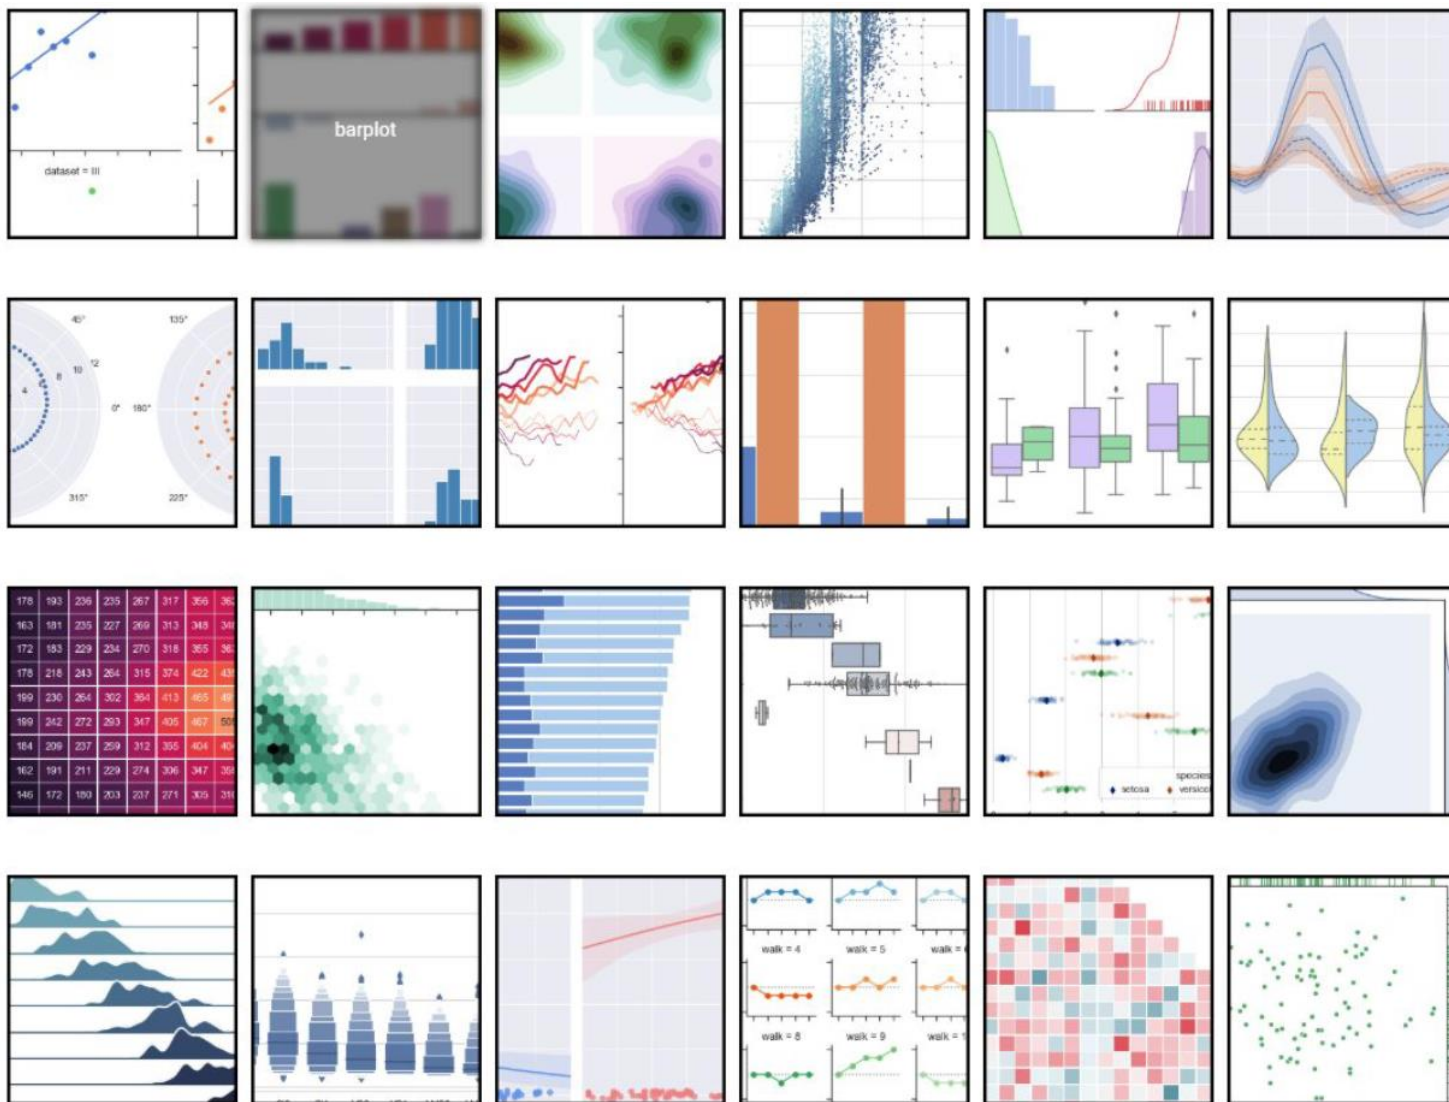 dataset = III
barplot
45° 135°
12
10
8
6
4
0° 180°
315° 225°
178 193 236 235 267 317 356
163 181 235 227 269 313 348
172 183 229 234 270 318 355
178 218 243 264 315 374 422
199 230 264 302 364 413 465
199 242 272 293 347 405 467
184 209 237 259 312 355 404
162 191 211 229 274 306 347
146 172 180 203 237 271 305
species
setosa
walk = 4 walk = 5
walk = 8 walk = 9